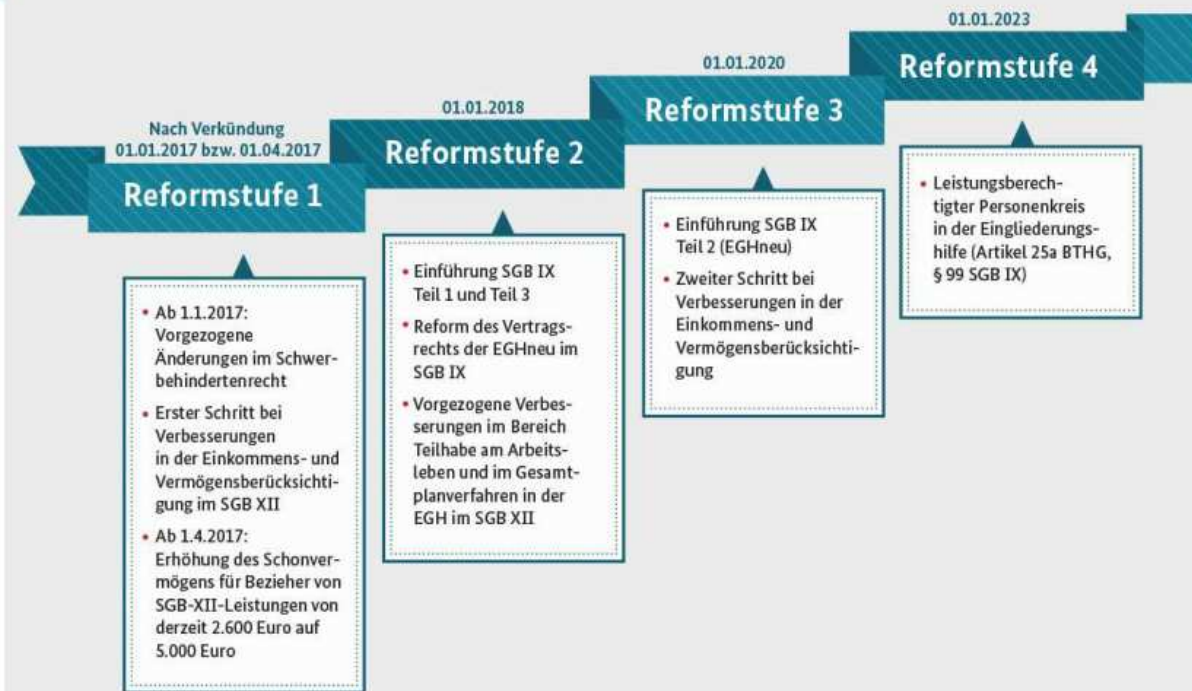 Nach Verkündung
01.01.2017 bzw. 01.04.2017
Reformstufe 1
• Ab 1.1.2017:
Vorgezogene
Änderungen im Schwer-
behindertenrecht
• Erster Schritt bei
Verbesserungen
in der Einkommens- und
Vermögensberücksichti-
gung im SGB XII
• Ab 1.4.2017:
Erhöhung des Schonver-
mögens für Bezieher von
SGB-XII-Leistungen von
derzeit 2.600 Euro auf
5.000 Euro
01.01.2018
Reformstufe 2
• Einführung SGB IX
Teil 1 und Teil 3
• Reform des Vertrags-
rechts der EGHneu im
SGB IX
• Vorgezogene Verbes-
serungen im Bereich
Teilhabe am Arbeits-
leben und im Gesamt-
planverfahren in der
EGH im SGB XII
01.01.2020
Reformstufe 3
• Einführung SGB IX
Teil 2 (EGHneu)
• Zweiter Schritt bei
Verbesserungen in der
Einkommens- und
Vermögensberücksichti-
gung
01.01.2023
Reformstufe 4
• Leistungsberech-
tigter Personenkreis
in der Eingliederungs-
hilfe (Artikel 25a BTHG,
§ 99 SGB IX)